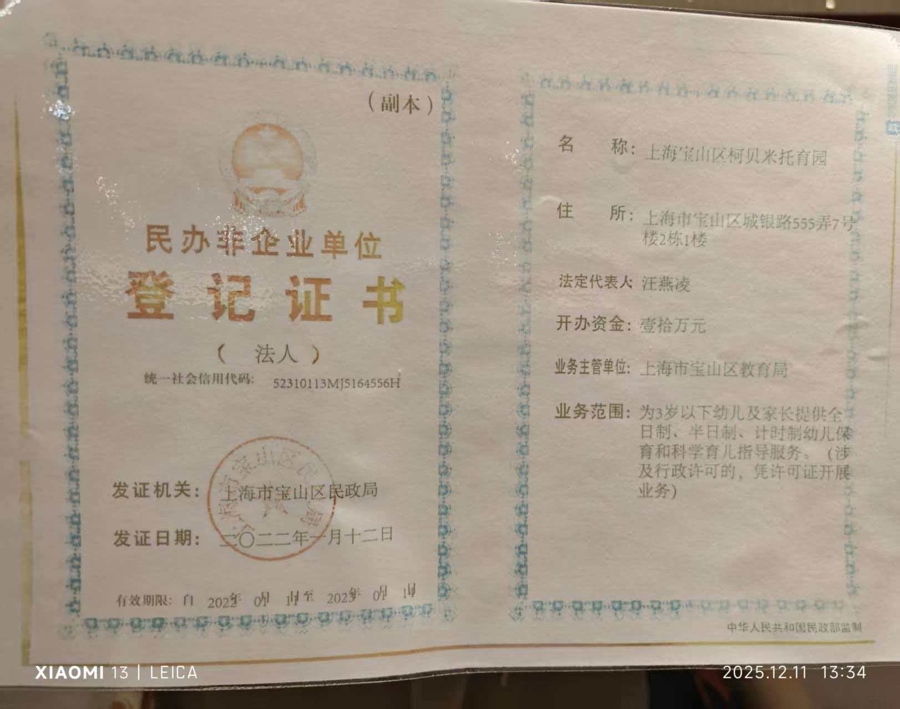 （副本）
民办非企业单位
登记证书
（ 法人 ）
统一社会信用代码： 52310113MJ5164556H
发证机关： 上海市宝山区民政局
发证日期： 二〇二二年一月十二日
有效期限：自
名 称：上海宝山区柯贝米托育园
住 所：上海市宝山区城银路555弄7号
楼2栋1楼
法定代表人 汪燕凌
开办资金：壹拾万元
业务主管单位：上海市宝山区教育局
业务范围：为3岁以下幼儿及家长提供全
日制、半日制、计时制幼儿保
育和科学育儿指导服务。（涉
及行政许可的，凭许可证开展
业务）
中华人民共和国民政部监制
XIAOMI 13 | LEICA
2025.12.11 13:34